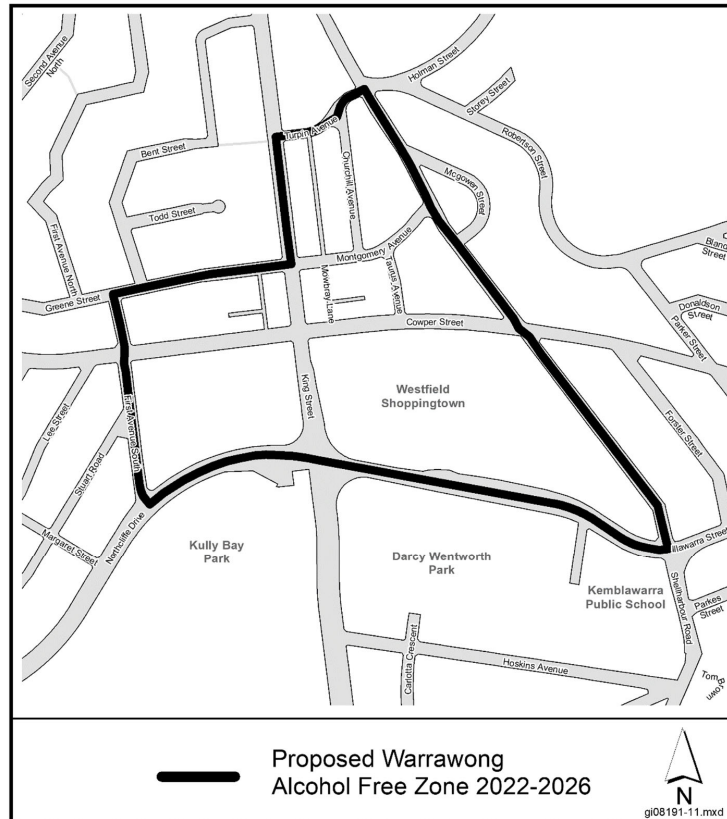 Second Avenue
North
Holman Street
Storey Street
Robertson Street
Turpin Avenue
Bent Street
Churchill Avenue
Mcgowen Street
Todd Street
First Avenue North
Montgomery Avenue
Bland
Street
Greene Street
Mowbray Lane
Taurus Avenue
Donaldson
Street
Parker Street
Cowper Street
Westfield
Shoppingtown
King Street
Lee Street
First Avenue South
Forster Street
Stuart Road
Margaret Street
Northcliffe Drive
Kully Bay
Park
Darcy Wentworth
Park
Illawarra Street
Kemblawarra
Public School
Shellharbour Road
Parkes
Street
Carlotta Crescent
Hoskins Avenue
Tom B
own
Proposed Warrawong
Alcohol Free Zone 2022-2026
N
gi08191-11.mxd